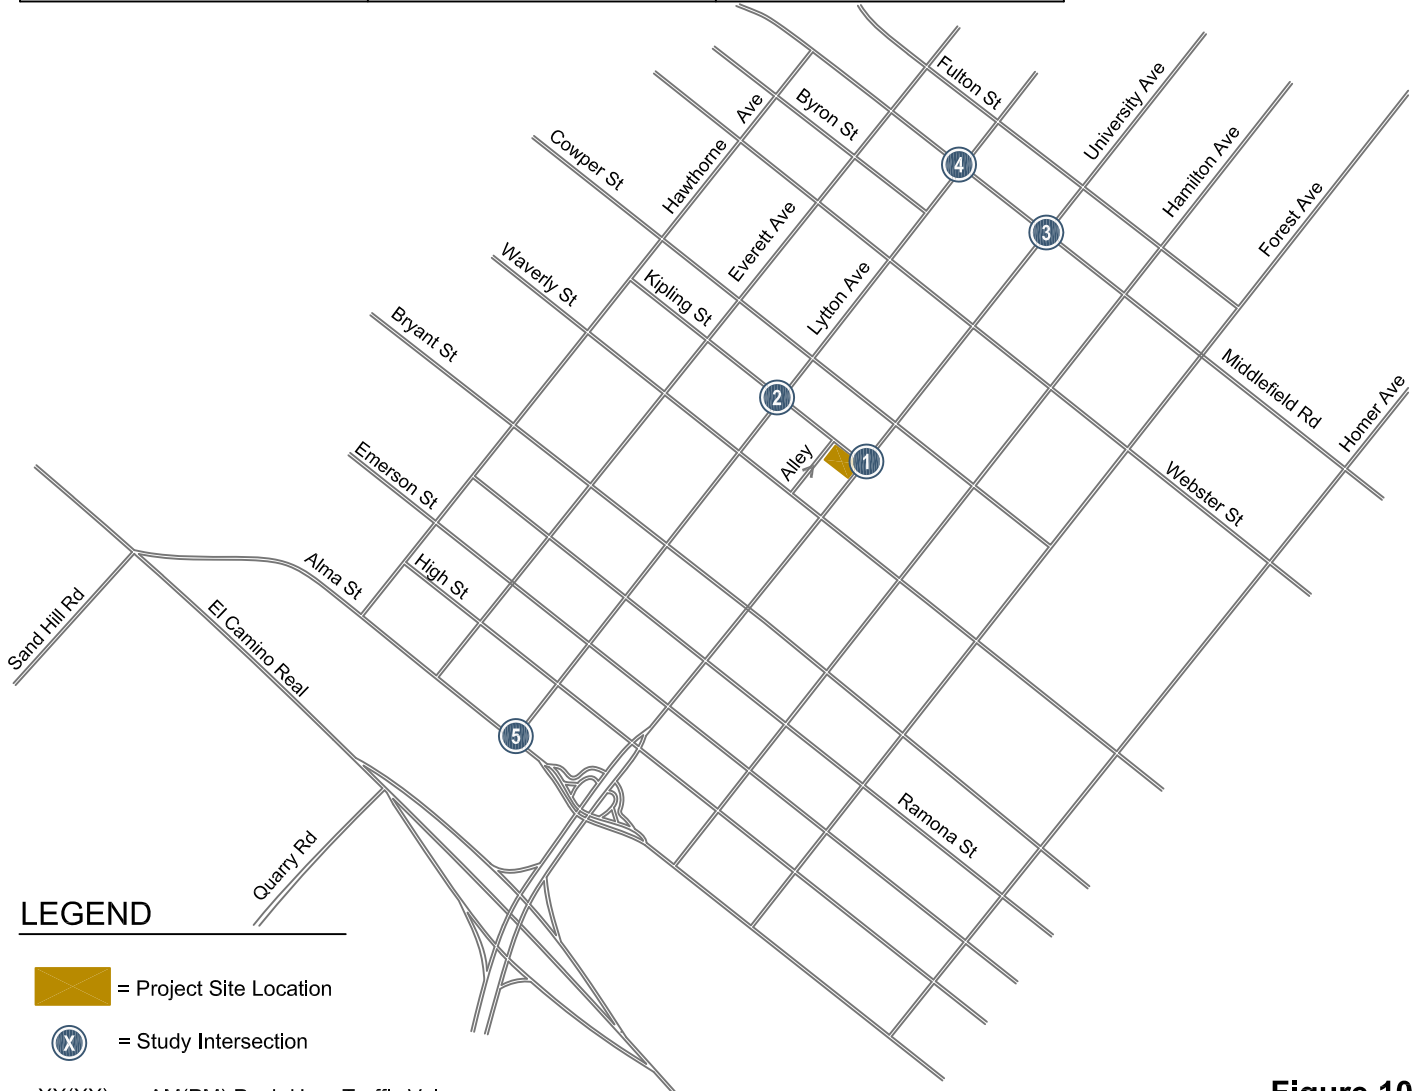 Fulton St
University Ave
Byron St
Hawthorne Ave
Hamilton Ave
Cowper St
4
Forest Ave
Everett Ave
3
Waverly St
Kipling St
Lytton Ave
Bryant St
Middlefield Rd
2
Homer Ave
Emerson St
Alley
1
Webster St
Alma St
High St
Sand Hill Rd
El Camino Real
5
Ramona St
Quarry Rd
LEGEND
= Project Site Location
X = Study Intersection
Figure 10